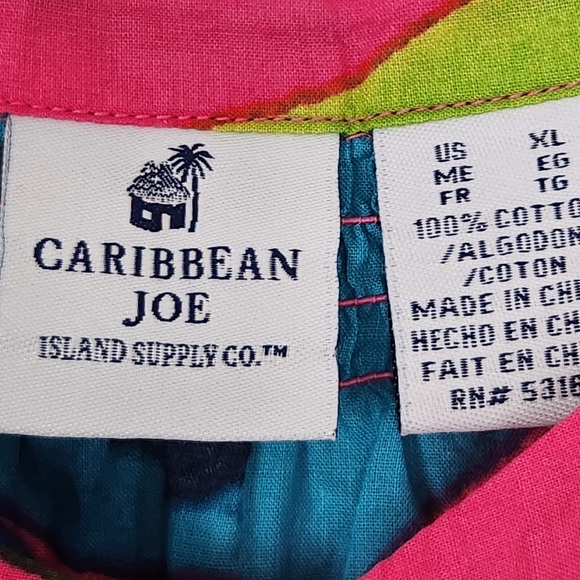 CARIBBEAN
JOE
ISLAND SUPPLY CO.™
US XL
ME EG
FR TG
100% COTTO
/ALGODON
/COTON
MADE IN CHI
HECHO EN CH
FAIT EN CH
RN# 5316